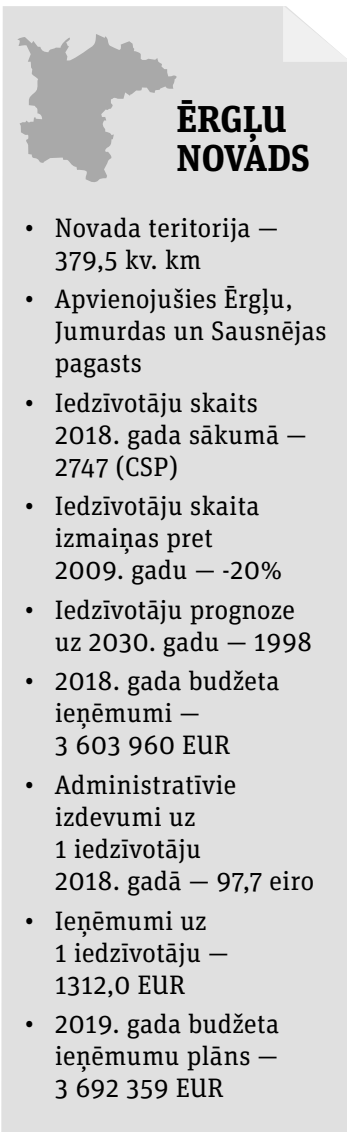 ĒRGĻU
NOVADS
• Novada teritorija —
379,5 kv. km
• Apvienojušies Ērgļu,
Jumurdas un Sausnējas
pagasts
• Iedzīvotāju skaits
2018. gada sākumā —
2747 (CSP)
• Iedzīvotāju skaita
izmaiņas pret
2009. gadu — -20%
• Iedzīvotāju prognoze
uz 2030. gadu — 1998
• 2018. gada budžeta
ieņēmumi —
3 603 960 EUR
• Administratīvie
izdevumi uz
1 iedzīvotāju
2018. gadā — 97,7 eiro
• Ieņēmumi uz
1 iedzīvotāju —
1312,0 EUR
• 2019. gada budžeta
ieņēmumu plāns —
3 692 359 EUR